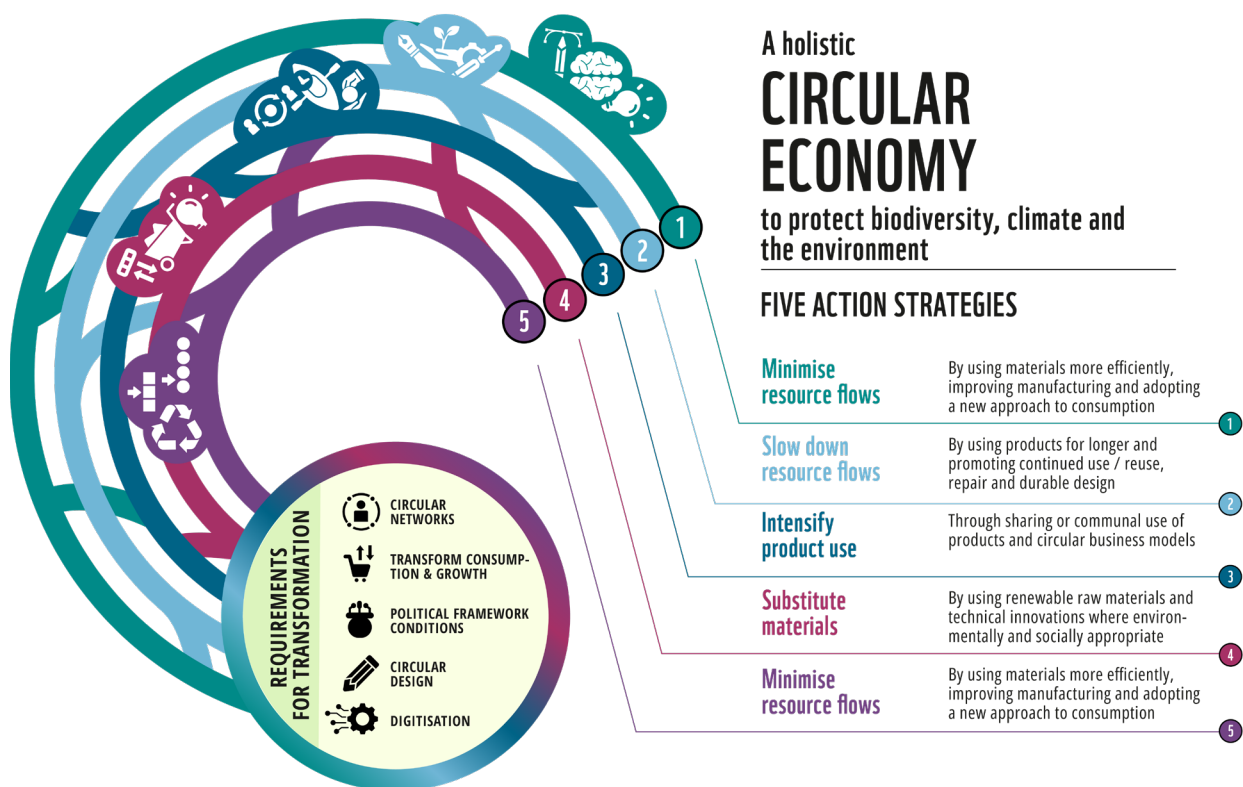 A holistic
CIRCULAR
ECONOMY
to protect biodiversity, climate and
the environment
FIVE ACTION STRATEGIES
1
2
3
4
5
Minimise
resource flows
By using materials more efficiently,
improving manufacturing and adopting
a new approach to consumption
1
Slow down
resource flows
By using products for longer and
promoting continued use / reuse,
repair and durable design
2
Intensify
product use
Through sharing or communal use of
products and circular business models
3
Substitute
materials
By using renewable raw materials and
technical innovations where environ-
mentally and socially appropriate
4
Minimise
resource flows
By using materials more efficiently,
improving manufacturing and adopting
a new approach to consumption
5
REQUIREMENTS
FOR TRANSFORMATION
CIRCULAR
NETWORKS
TRANSFORM CONSUMP-
TION & GROWTH
POLITICAL FRAMEWORK
CONDITIONS
CIRCULAR
DESIGN
DIGITISATION